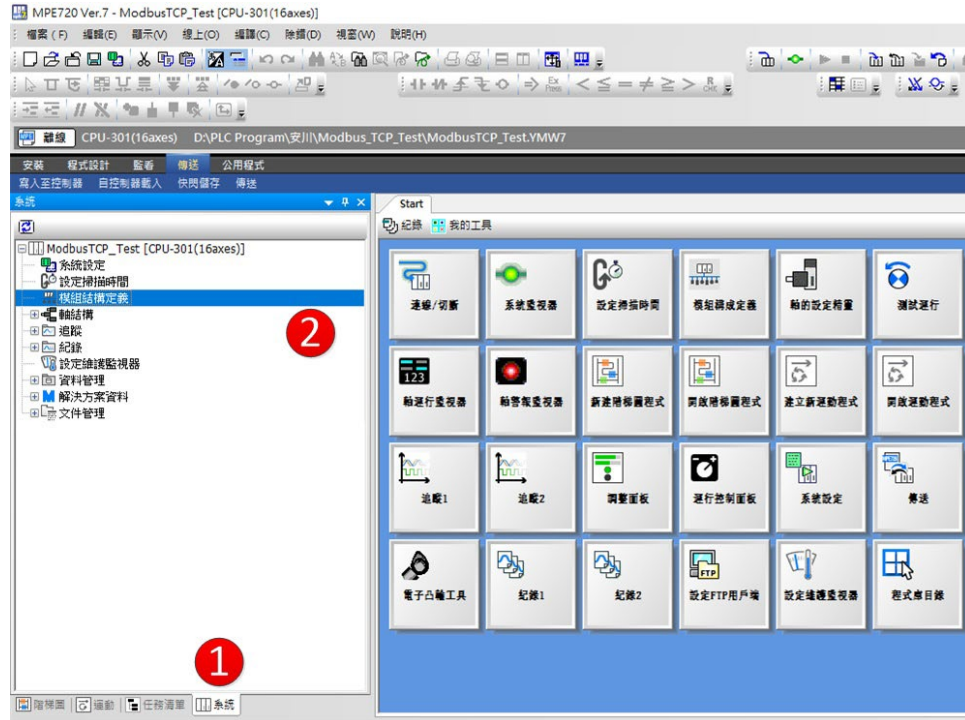 MPE720 Ver.7 - ModbusTCP_Test [CPU-301(16axes)]
檔案(F) 編輯(E) 顯示(V) 線上(O) 編譯(C) 除錯(D) 視窗(W) 說明(H)
離線 CPU-301(16axes) D:\PLC Program\安川\Modbus_TCP_Test\ModbusTCP_Test.YMW7
安裝 程式設計 監看 傳送 公用程式
寫入至控制器 自控制器載入 快閃儲存 傳送
系統
Start
紀錄 我的工具
ModbusTCP_Test [CPU-301(16axes)]
系統設定
設定掃描時間
模組結構定義
軸結構
追蹤
紀錄
設定維護監視器
資料管理
解決方案資料
文件管理
2
連線/切斷 系統監視器 設定掃描時間 模組構成定義 軸的設定精靈 測試運行
123
軸運行監視器 軸警報監視器 新建階梯圖程式 開啟階梯圖程式 建立新運動程式 開啟運動程式
追蹤1 追蹤2 調整面板 運行控制面板 系統設定 傳送
FTP
電子凸輪工具 紀錄1 紀錄2 設定FTP用戶端 設定維護監視器 程式庫目錄
1
階梯圖 運動 任務清單 系統